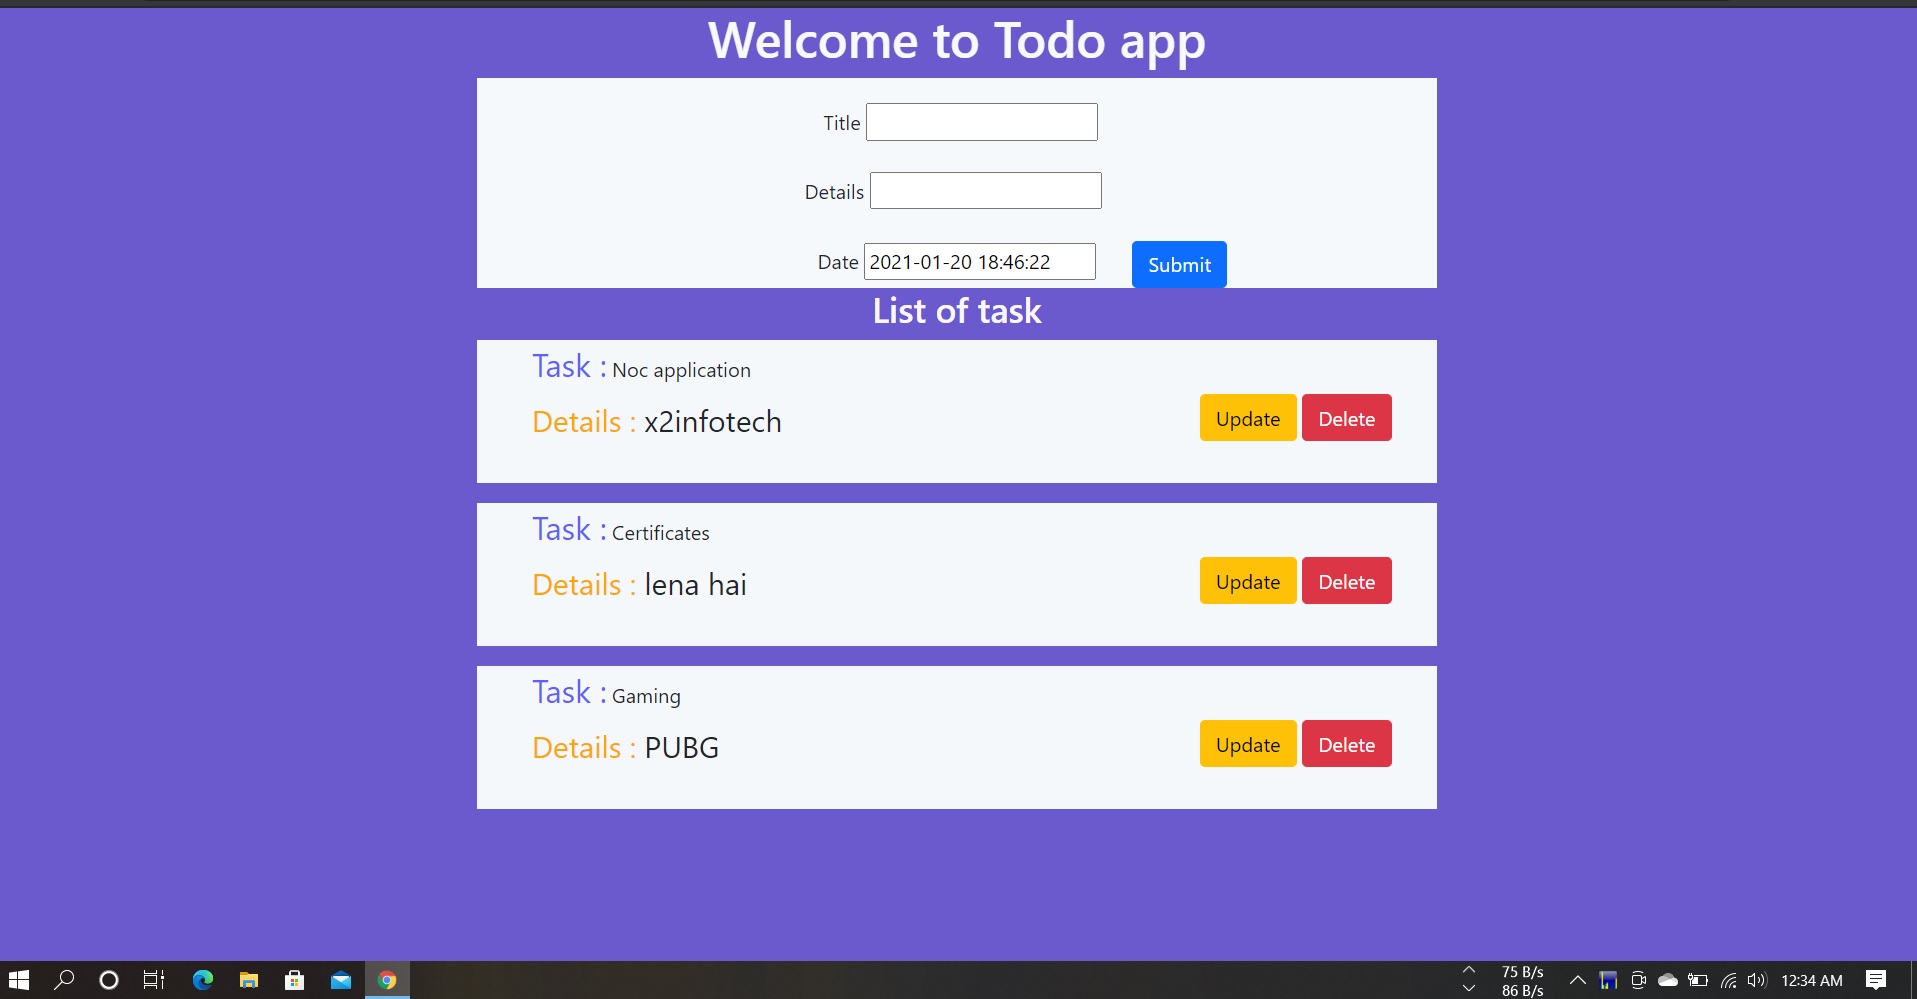 Welcome to Todo app
Title
Details
Date 2021-01-20 18:46:22 Submit
List of task
Task : Noc application
Details : x2infotech
Update Delete
Task : Certificates
Details : lena hai
Update Delete
Task : Gaming
Details : PUBG
Update Delete
75 B/s
86 B/s
12:34 AM